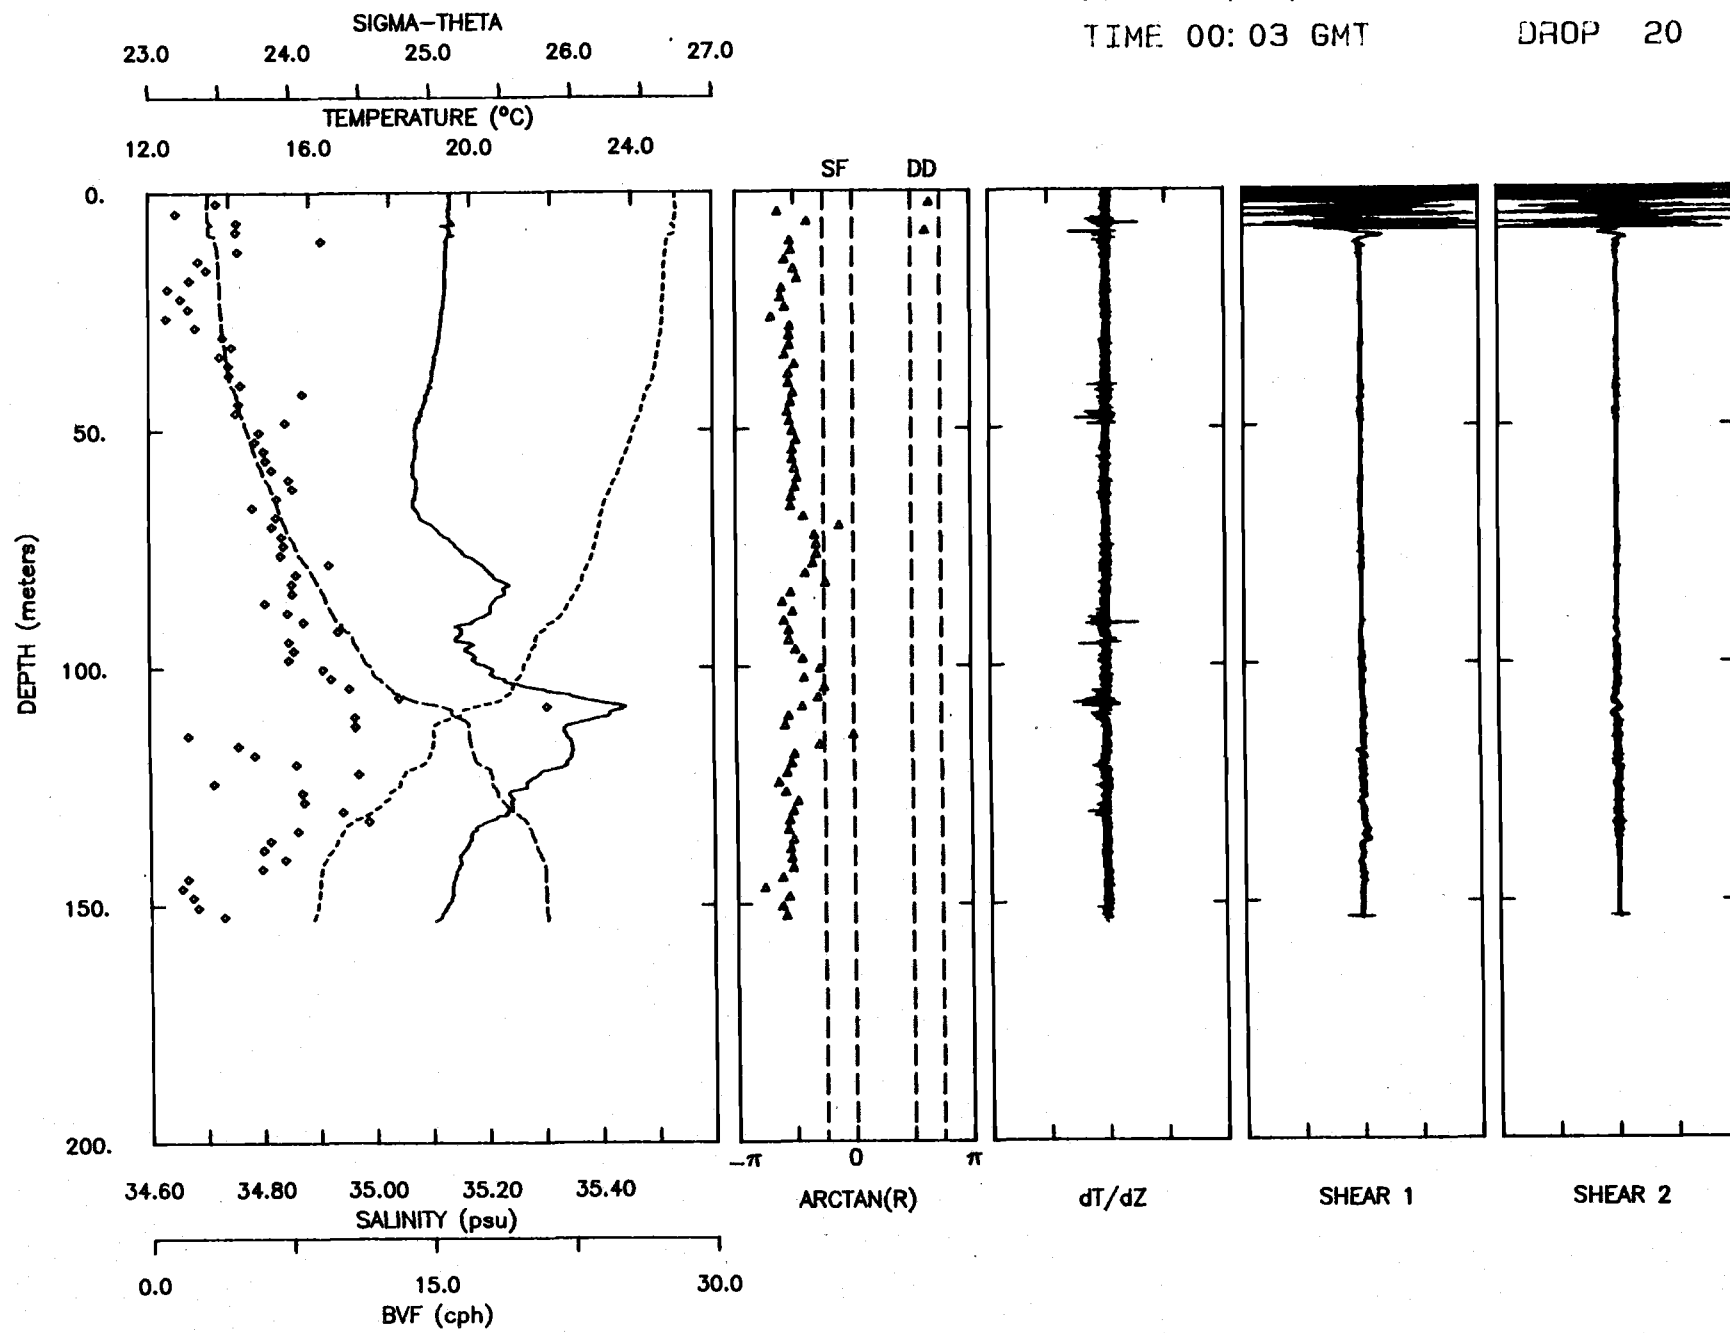 TIME 00:03 GMT DROP 20
SIGMA-THETA
23.0 24.0 25.0 26.0 27.0
TEMPERATURE (°C)
12.0 16.0 20.0 24.0
SF DD
0.
50.
100.
150.
200.
DEPTH (meters)
-π 0 π
34.60 34.80 35.00 35.20 35.40
SALINITY (psu)
ARCTAN(R) dT/dZ SHEAR 1 SHEAR 2
0.0 15.0 30.0
BVF (cph)